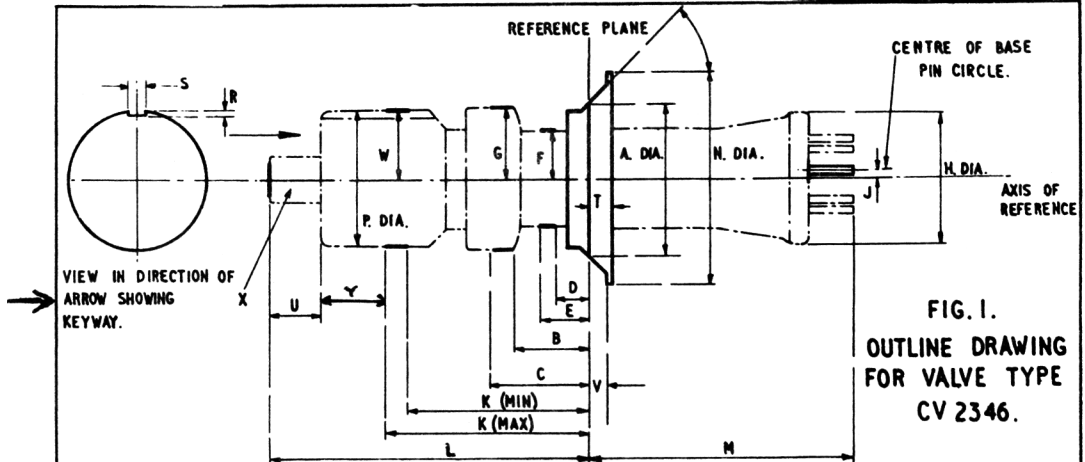 REFERENCE PLANE
CENTRE OF BASE
PIN CIRCLE.
S
R
W
G
F
A. DIA.
N. DIA.
H. DIA.
J
T
P. DIA.
AXIS OF
REFERENCE
VIEW IN DIRECTION OF
ARROW SHOWING
KEYWAY.
X
U
Y
D
E
B
C
V
K (MIN)
K (MAX)
L
M
FIG. 1.
OUTLINE DRAWING
FOR VALVE TYPE
CV 2346.